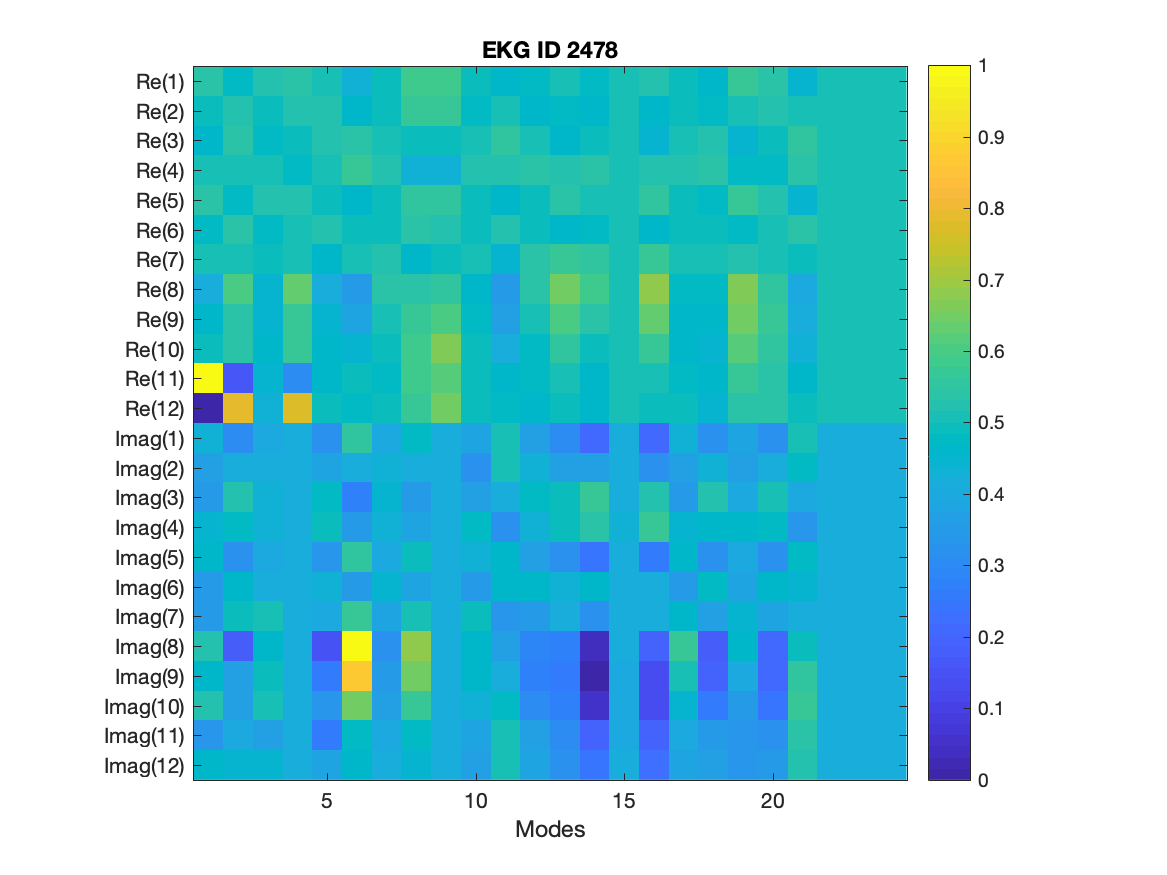 EKG ID 2478
Re(1)
Re(2)
Re(3)
Re(4)
Re(5)
Re(6)
Re(7)
Re(8)
Re(9)
Re(10)
Re(11)
Re(12)
Imag(1)
Imag(2)
Imag(3)
Imag(4)
Imag(5)
Imag(6)
Imag(7)
Imag(8)
Imag(9)
Imag(10)
Imag(11)
Imag(12)
5 10 15 20
Modes
1
0.9
0.8
0.7
0.6
0.5
0.4
0.3
0.2
0.1
0